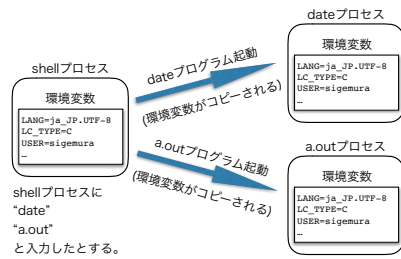 shellプロセス
環境変数
LANG=ja_JP.UTF-8
LC_TYPE=C
USER=sigemura
…
shellプロセスに
“date”
“a.out”
と入力したとする。
dateプログラム起動
(環境変数がコピーされる)
a.outプログラム起動
(環境変数がコピーされる)
dateプロセス
環境変数
LANG=ja_JP.UTF-8
LC_TYPE=C
USER=sigemura
…
a.outプロセス
環境変数
LANG=ja_JP.UTF-8
LC_TYPE=C
USER=sigemura
…